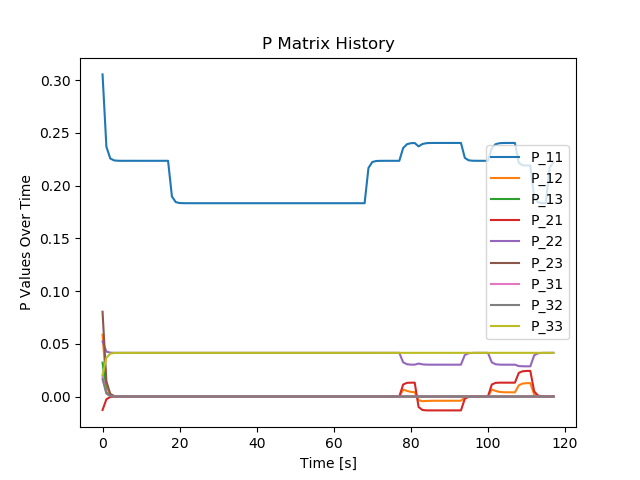 P Matrix History
P Values Over Time
0.30
0.25
0.20
0.15
0.10
0.05
0.00
P_11
P_12
P_13
P_21
P_22
P_23
P_31
P_32
P_33
0 20 40 60 80 100 120
Time [s]